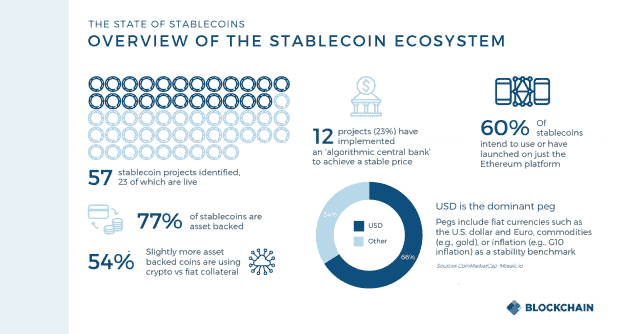 THE STATE OF STABLECOINS
OVERVIEW OF THE STABLECOIN ECOSYSTEM
57 stablecoin projects identified,
23 of which are live
12 projects (23%) have
implemented
an 'algorithmic central bank'
to achieve a stable price
60% Of
stablecoins
intend to use or have
launched on just the
Ethereum platform
77% of stablecoins are
asset backed
54% Slightly more asset
backed coins are using
crypto vs fiat collateral
34%
USD
Other
66%
USD is the dominant peg
Pegs include fiat currencies such as
the U.S. dollar and Euro, commodities
(e.g., gold), or inflation (e.g., G10
inflation) as a stability benchmark
Sources CoinMarketCap; Mosaic.io
BLOCKCHAIN